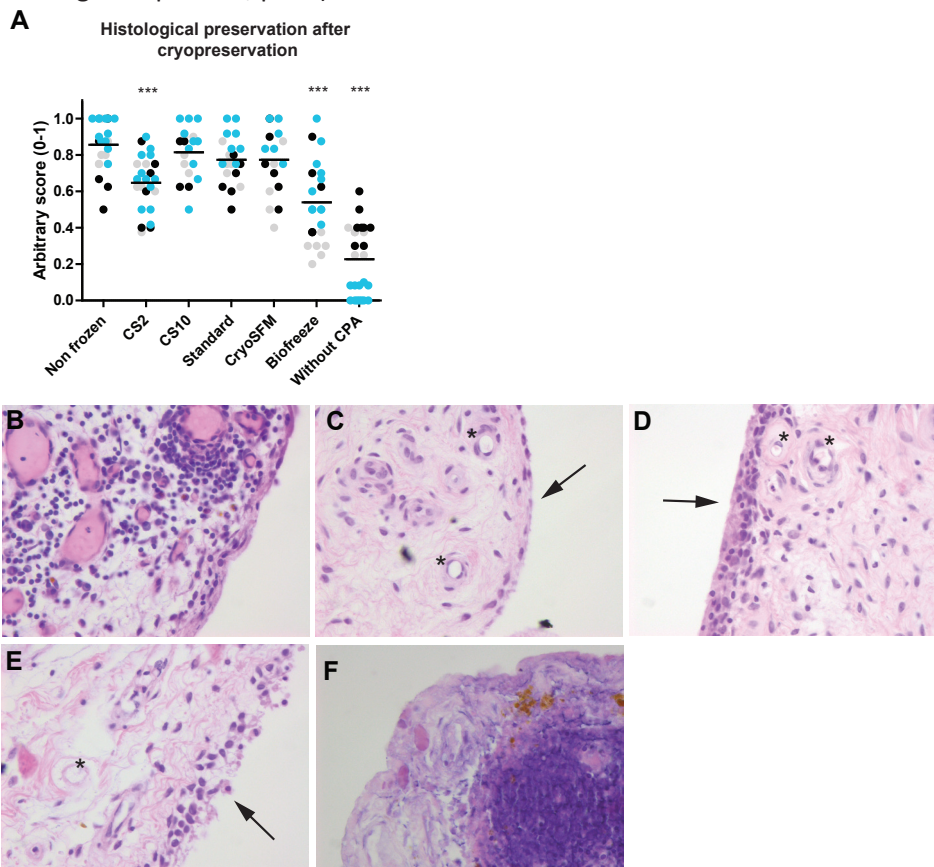 A
Histological preservation after
cryopreservation
*** *** ***
Arbitrary score (0-1)
1.0
0.8
0.6
0.4
0.2
0.0
Non frozen
CS2
CS10
Standard
CryoSFM
Biofreeze
Without CPA
B
C
*
*
D
* *
E
*
F